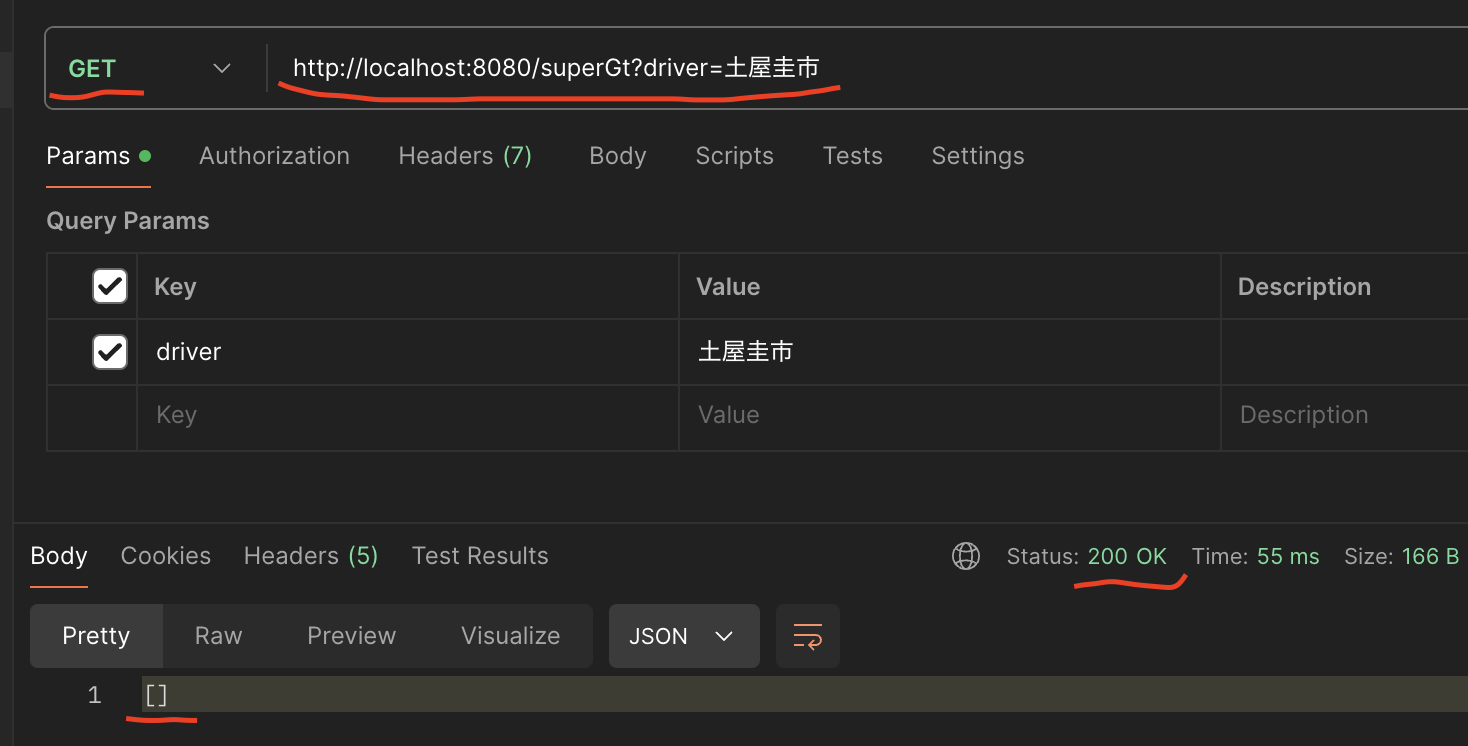 GET http://localhost:8080/superGt?driver=土屋圭市
Params Authorization Headers (7) Body Scripts Tests Settings
Query Params
Key Value Description
driver 土屋圭市
Key Value Description
Body Cookies Headers (5) Test Results Status: 200 OK Time: 55 ms Size: 166 B
Pretty Raw Preview Visualize JSON
1 []